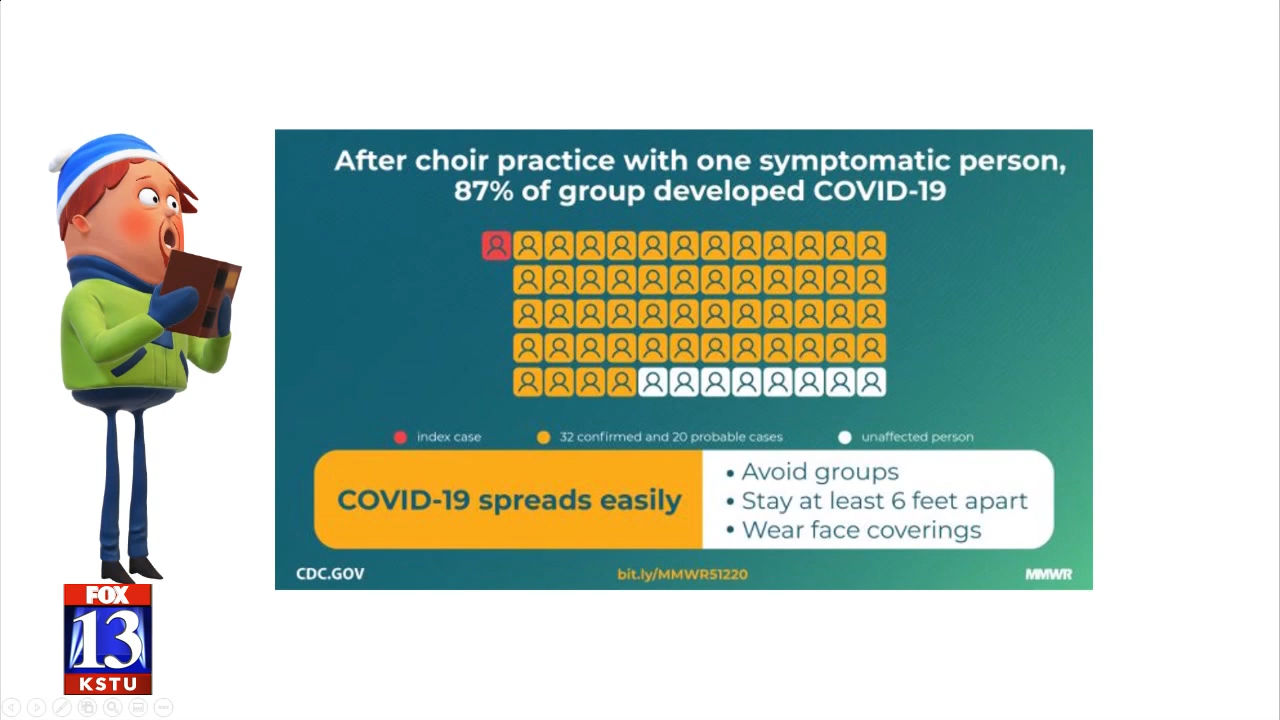 After choir practice with one symptomatic person,
87% of group developed COVID-19
index case
32 confirmed and 20 probable cases
unaffected person
COVID-19 spreads easily
• Avoid groups
• Stay at least 6 feet apart
• Wear face coverings
CDC.GOV
bit.ly/MMWR51220
MMWR
FOX
13
KSTU